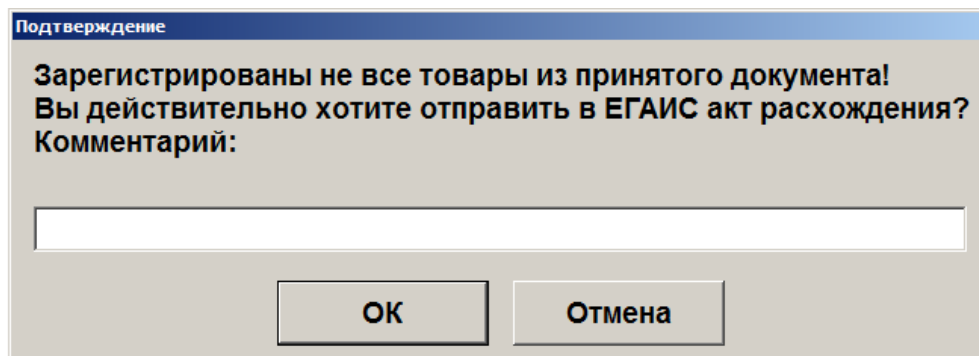 Подтверждение
Зарегистрированы не все товары из принятого документа!
Вы действительно хотите отправить в ЕГАИС акт расхождения?
Комментарий:
ОК
Отмена